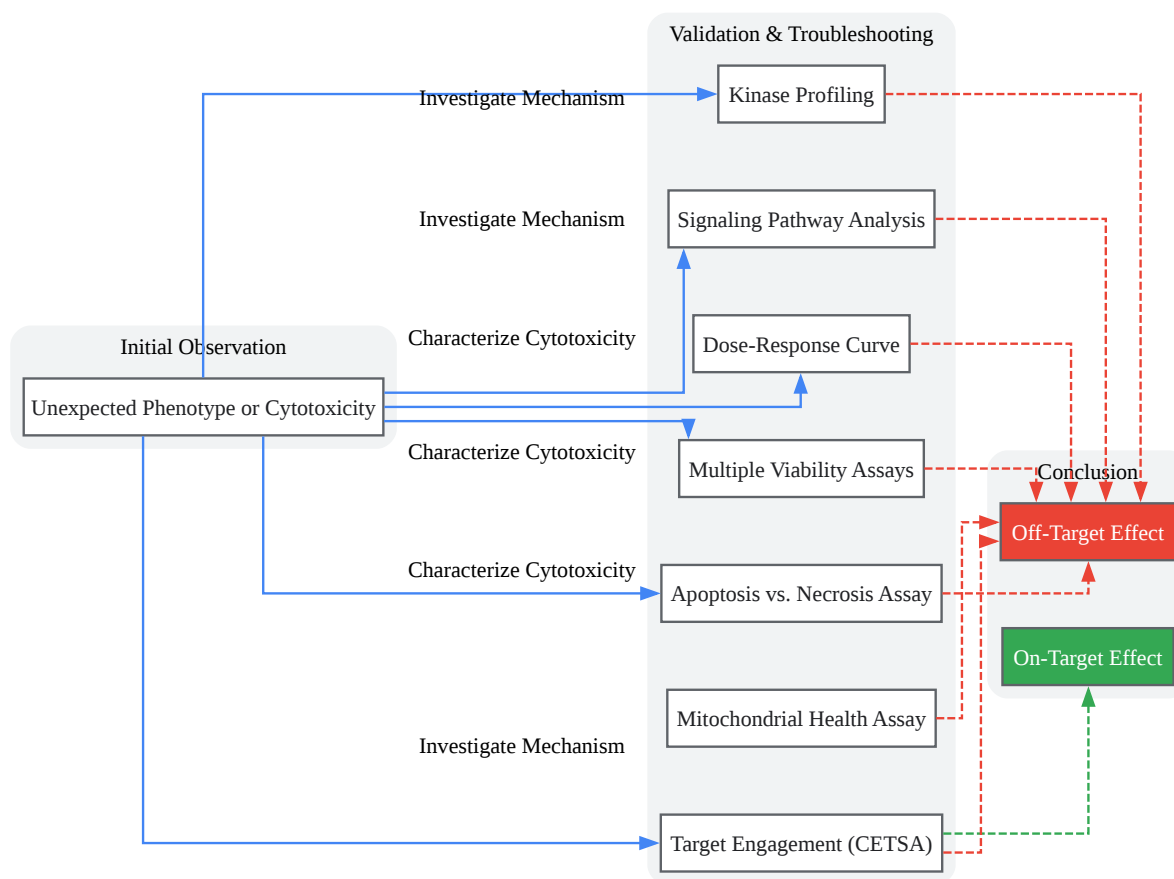 Validation & Troubleshooting
Investigate Mechanism
Kinase Profiling
Investigate Mechanism
Signaling Pathway Analysis
Characterize Cytotoxicity
Dose-Response Curve
Initial Observation
Unexpected Phenotype or Cytotoxicity
Characterize Cytotoxicity
Multiple Viability Assays
Conclusion
Off-Target Effect
Characterize Cytotoxicity
Apoptosis vs. Necrosis Assay
On-Target Effect
Mitochondrial Health Assay
Investigate Mechanism
Target Engagement (CETSA)